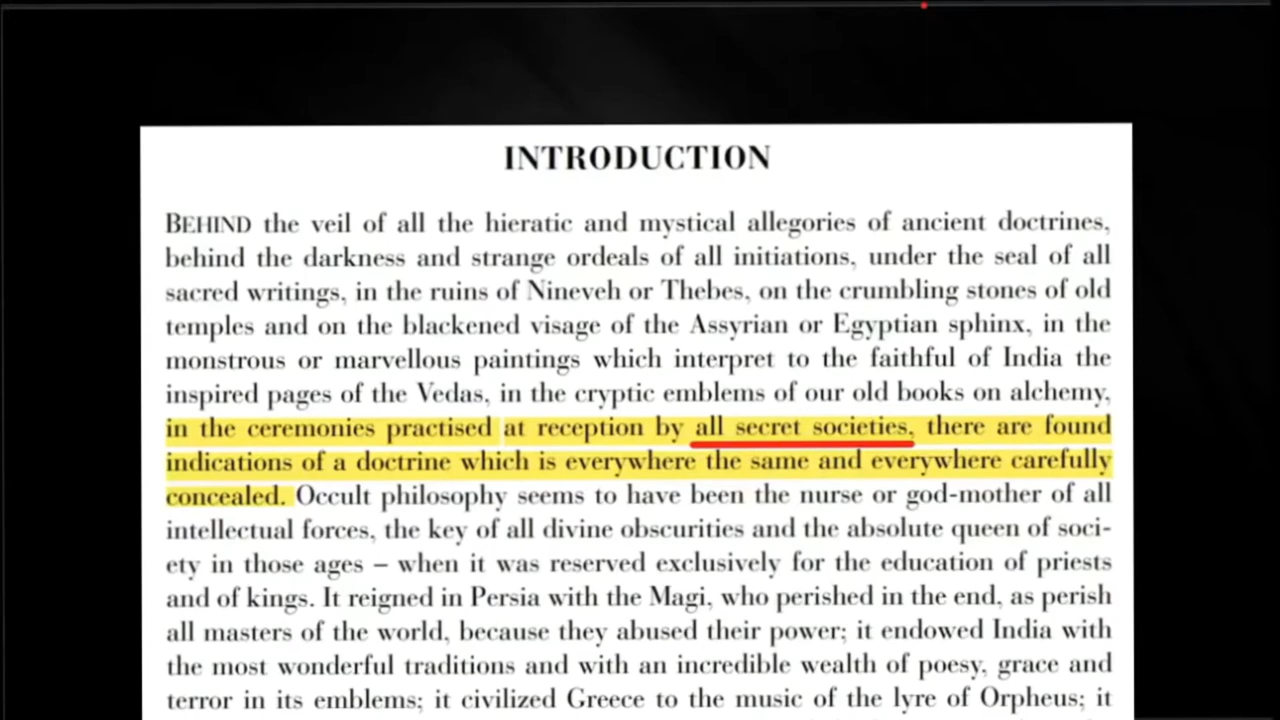 INTRODUCTION
BEHIND the veil of all the hieratic and mystical allegories of ancient doctrines,
behind the darkness and strange ordeals of all initiations, under the seal of all
sacred writings, in the ruins of Nineveh or Thebes, on the crumbling stones of old
temples and on the blackened visage of the Assyrian or Egyptian sphinx, in the
monstrous or marvellous paintings which interpret to the faithful of India the
inspired pages of the Vedas, in the cryptic emblems of our old books on alchemy,
in the ceremonies practised at reception by all secret societies, there are found
indications of a doctrine which is everywhere the same and everywhere carefully
concealed. Occult philosophy seems to have been the nurse or god-mother of all
intellectual forces, the key of all divine obscurities and the absolute queen of soci-
ety in those ages – when it was reserved exclusively for the education of priests
and of kings. It reigned in Persia with the Magi, who perished in the end, as perish
all masters of the world, because they abused their power; it endowed India with
the most wonderful traditions and with an incredible wealth of poesy, grace and
terror in its emblems; it civilized Greece to the music of the lyre of Orpheus; it